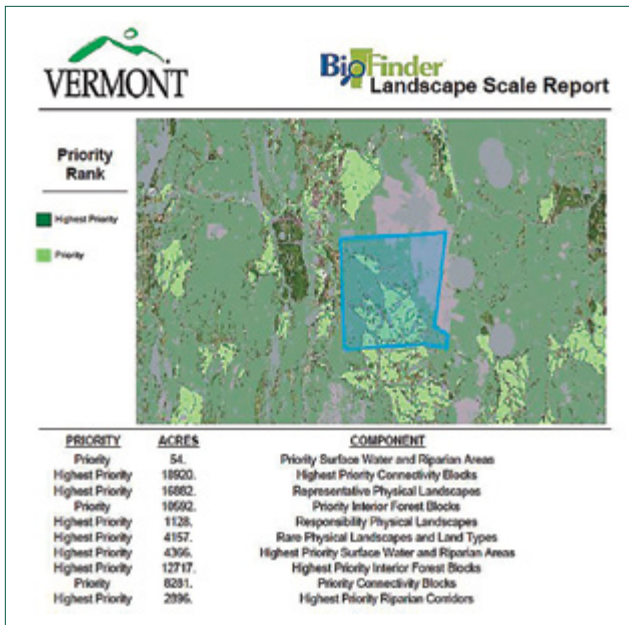 VERMONT
BioFinder
Landscape Scale Report
Priority Rank
Highest Priority
Priority
PRIORITY ACRES COMPONENT
Priority 54. Priority Surface Water and Riparian Areas
Highest Priority 18920. Highest Priority Connectivity Blocks
Highest Priority 16882. Representative Physical Landscapes
Priority 10592. Priority Interior Forest Blocks
Highest Priority 1128. Responsibility Physical Landscapes
Highest Priority 4157. Rare Physical Landscapes and Land Types
Highest Priority 4366. Highest Priority Surface Water and Riparian Areas
Highest Priority 12717. Highest Priority Interior Forest Blocks
Priority 8281. Priority Connectivity Blocks
Highest Priority 2896. Highest Priority Riparian Corridors